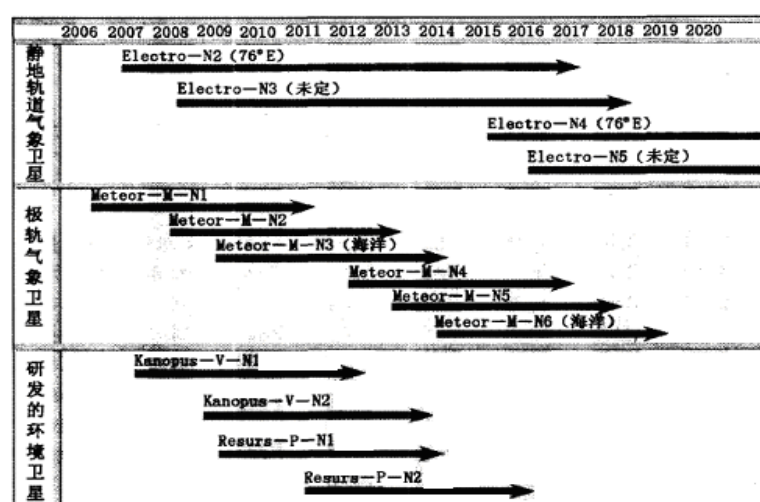 2006 2007 2008 2009 2010 2011 2012 2013 2014 2015 2016 2017 2018 2019 2020
静地轨道气象卫星
Electro-N2 (76°E)
Electro-N3 (未定)
Electro-N4 (76°E)
Electro-N5 (未定)
极轨气象卫星
Meteor-M-N1
Meteor-M-N2
Meteor-M-N3 (海洋)
Meteor-M-N4
Meteor-M-N5
Meteor-M-N6 (海洋)
研发的环境卫星
Kanopus-V-N1
Kanopus-V-N2
Resurs-P-N1
Resurs-P-N2